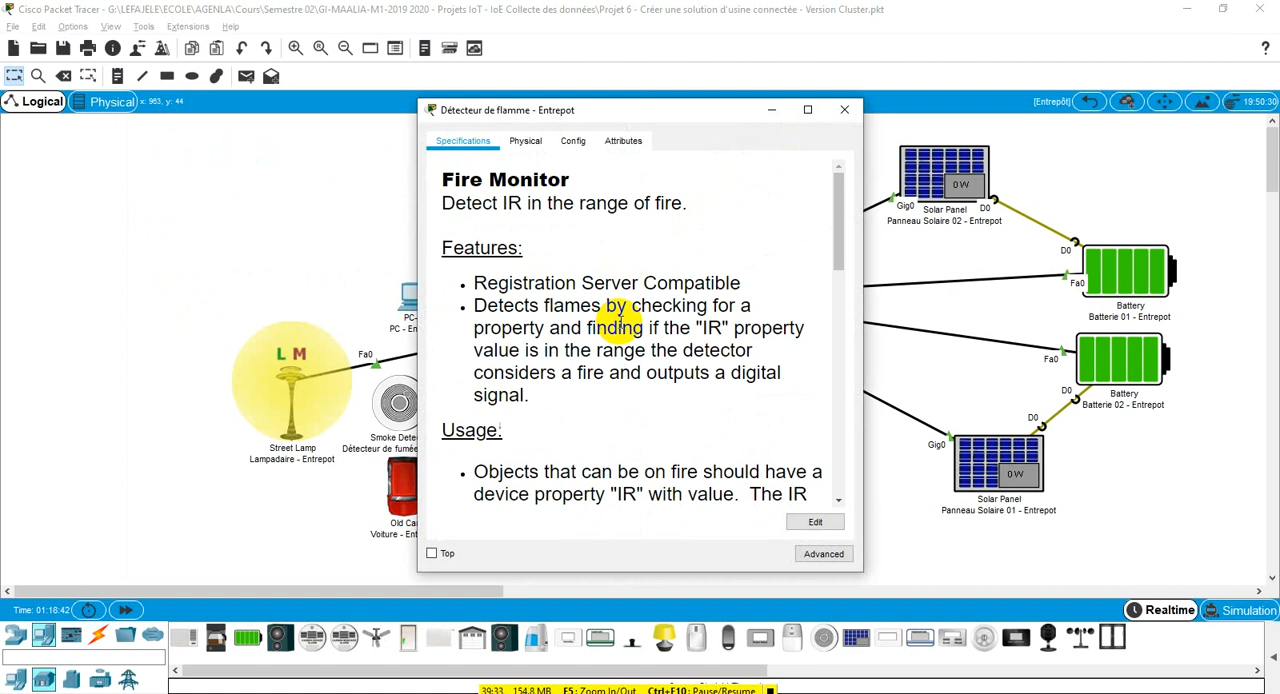 Cisco Packet Tracer - G:\LEFAJELE\ECOLE\AGENLA\Cours\Semestre 02\GI-MAALIA-M1-2019 2020 - Projets IoT - IoE Collecte des données\Projet 6 - Créer une solution d'usine connectée - Version Cluster.pkt
File Edit Options View Tools Extensions Help
Logical Physical x: 953, y: 44 [Entrepôt] 19:50:30
Détecteur de flamme - Entrepot
Specifications Physical Config Attributes
Fire Monitor
Detect IR in the range of fire.
Features:
Registration Server Compatible
Detects flames by checking for a
property and finding if the "IR" property
value is in the range the detector
considers a fire and outputs a digital
signal.
Usage:
Objects that can be on fire should have a
device property "IR" with value. The IR
Edit
Top
Advanced
PC-
PC - En
Fa0
L M
Street Lamp
Lampadaire - Entrepot
Smoke Dete
Détecteur de fumée
Old Ca
Voiture - Ent
0 W
Gig0 Solar Panel D0
Panneau Solaire 02 - Entrepot
D0
Fa0
Battery
Batterie 01 - Entrepot
Fa0
D0 Battery
Batterie 02 - Entrepot
D0
Gig0
0 W
Solar Panel
Panneau Solaire 01 - Entrepot
Time: 01:18:42
Realtime Simulation
39:33 154.8 MB F5: Zoom In/Out Ctrl+F10: Pause/Resume